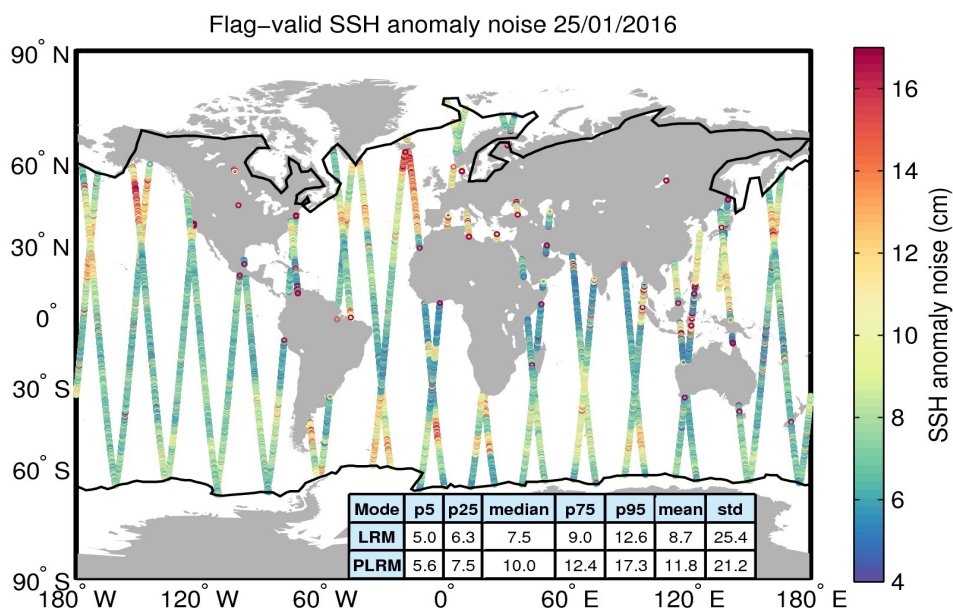 Flag−valid SSH anomaly noise 25/01/2016
90° N
60° N
30° N
0°
30° S
60° S
90° S
180° W 120° W 60° W 0° 60° E 120° E 180° E
Mode p5 p25 median p75 p95 mean std
LRM 5.0 6.3 7.5 9.0 12.6 8.7 25.4
PLRM 5.6 7.5 10.0 12.4 17.3 11.8 21.2
16
14
12
10
8
6
4
SSH anomaly noise (cm)